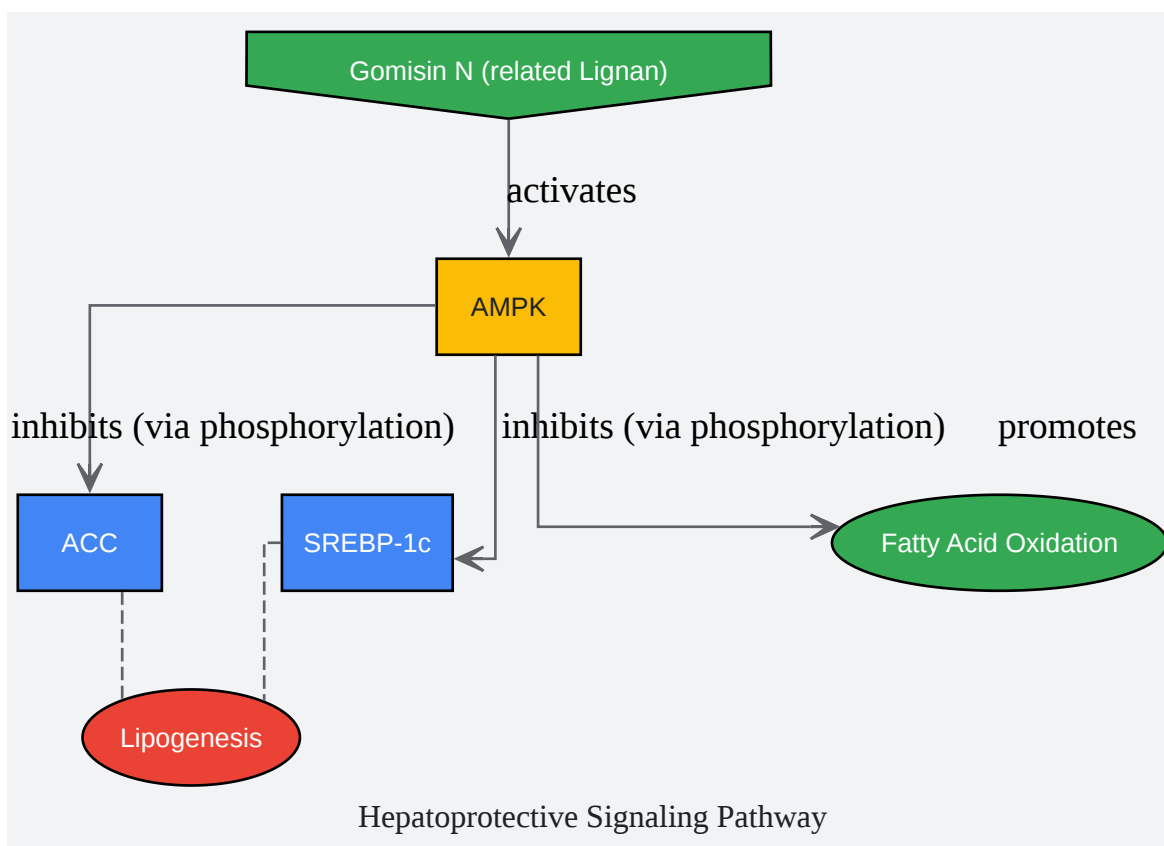 Gomisin N (related Lignan)
activates
AMPK
inhibits (via phosphorylation)
inhibits (via phosphorylation)
promotes
ACC
SREBP-1c
Fatty Acid Oxidation
Lipogenesis
Hepatoprotective Signaling Pathway